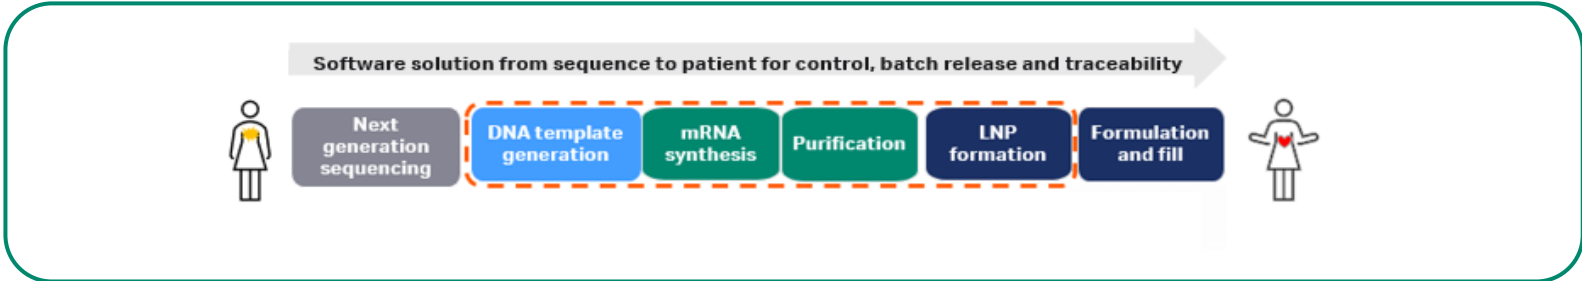 Software solution from sequence to patient for control, batch release and traceability
Next
generation
sequencing
DNA template
generation
mRNA
synthesis
Purification
LNP
formation
Formulation
and fill